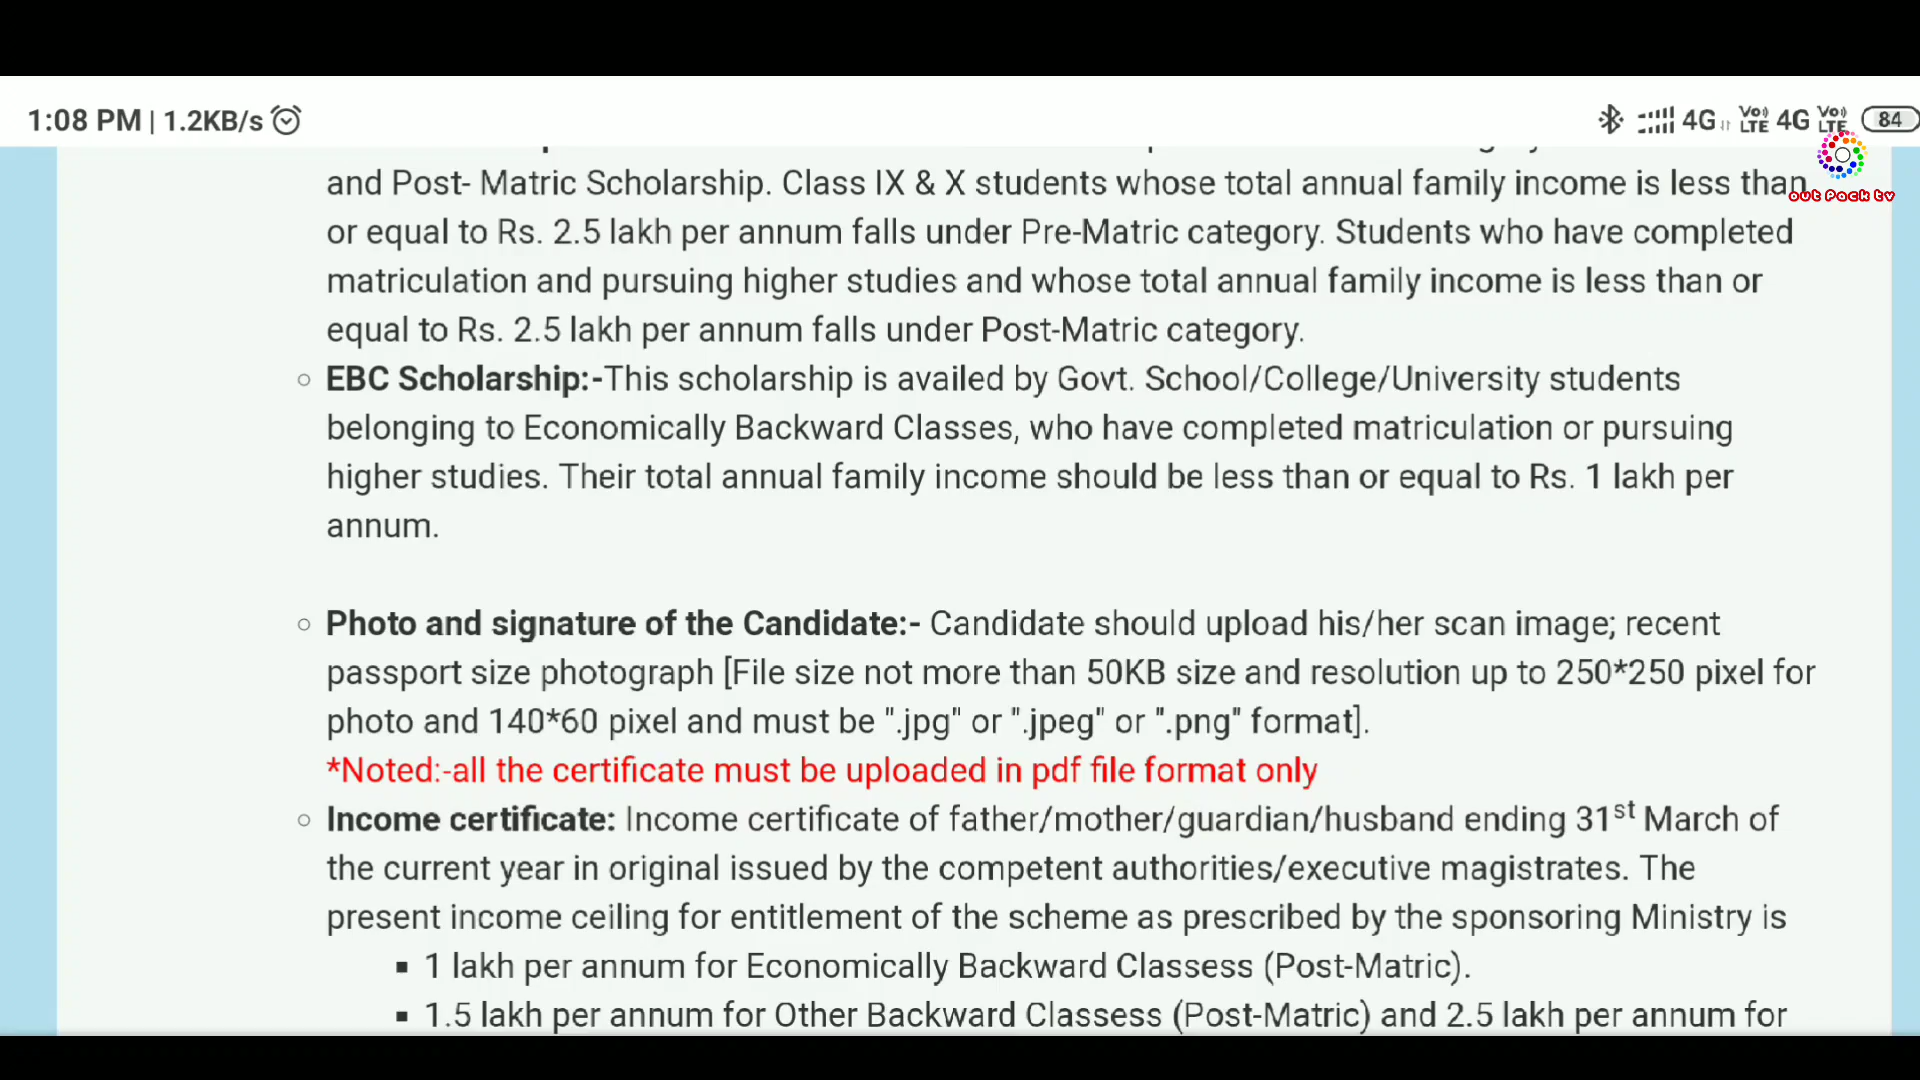 1:08 PM | 1.2KB/s
4G Vo) LTE 4G Vo) LTE 84
out Pack tv
and Post- Matric Scholarship. Class IX & X students whose total annual family income is less than
or equal to Rs. 2.5 lakh per annum falls under Pre-Matric category. Students who have completed
matriculation and pursuing higher studies and whose total annual family income is less than or
equal to Rs. 2.5 lakh per annum falls under Post-Matric category.
EBC Scholarship:-This scholarship is availed by Govt. School/College/University students
belonging to Economically Backward Classes, who have completed matriculation or pursuing
higher studies. Their total annual family income should be less than or equal to Rs. 1 lakh per
annum.
Photo and signature of the Candidate:- Candidate should upload his/her scan image; recent
passport size photograph [File size not more than 50KB size and resolution up to 250*250 pixel for
photo and 140*60 pixel and must be ".jpg" or ".jpeg" or ".png" format].
*Noted:-all the certificate must be uploaded in pdf file format only
Income certificate: Income certificate of father/mother/guardian/husband ending 31st March of
the current year in original issued by the competent authorities/executive magistrates. The
present income ceiling for entitlement of the scheme as prescribed by the sponsoring Ministry is
1 lakh per annum for Economically Backward Classess (Post-Matric).
1.5 lakh per annum for Other Backward Classess (Post-Matric) and 2.5 lakh per annum for